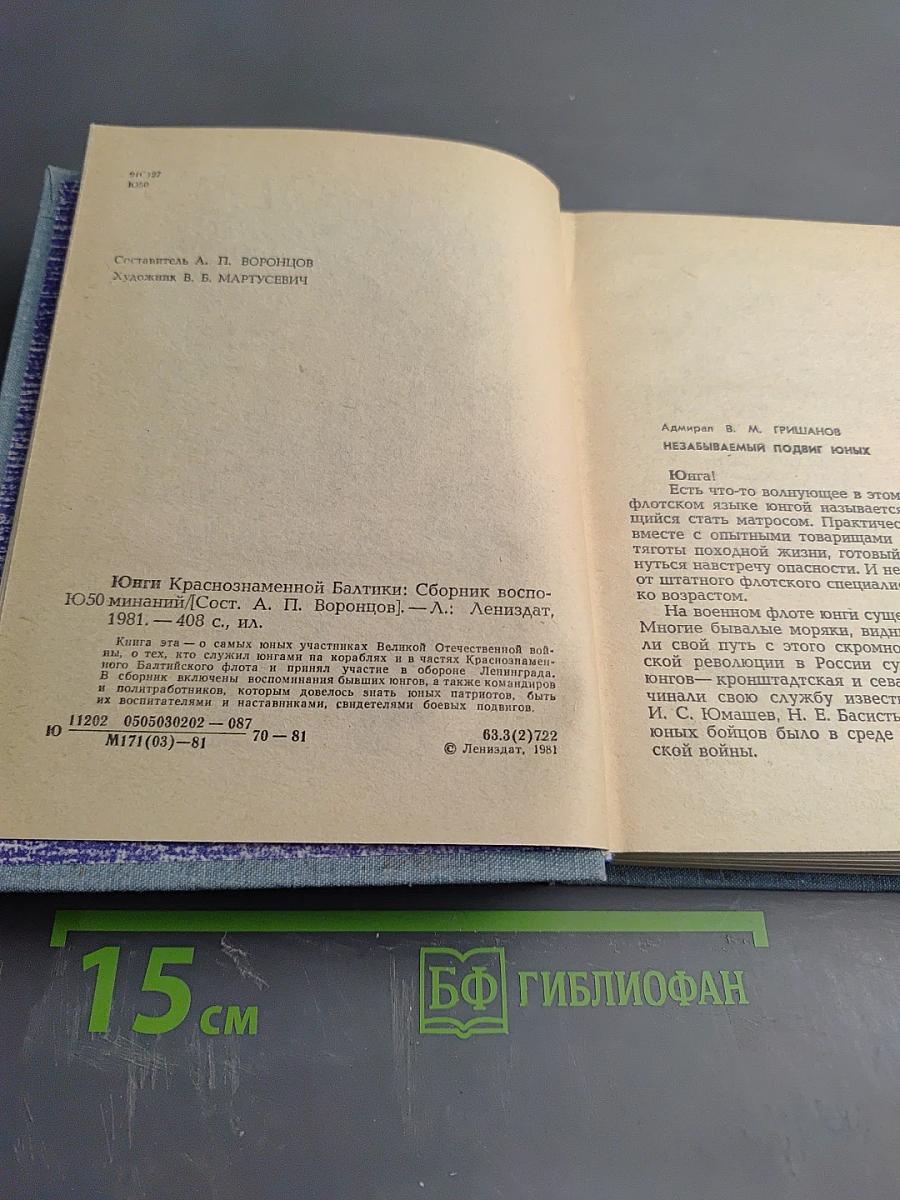 9(С)27
Ю50
Составитель А. П. ВОРОНЦОВ
Художник В. Б. МАРТУСЕВИЧ
Юнги Краснознаменной Балтики: Сборник воспо-
Ю50 минаний/[Сост. А. П. Воронцов]. — Л.: Лениздат,
1981. — 408 с., ил.
Книга эта — о самых юных участниках Великой Отечественной вой-
ны, о тех, кто служил юнгами на кораблях и в частях Краснознамен-
ного Балтийского флота и принял участие в обороне Ленинграда.
В сборник включены воспоминания бывших юнгов, а также командиров
и политработников, которым довелось знать юных патриотов, быть
их воспитателями и наставниками, свидетелями боевых подвигов.
Ю 11202 0505030202 — 087
М171(03)—81 70 — 81
63.3(2)722
© Лениздат, 1981
Адмирал В. М. ГРИШАНОВ
НЕЗАБЫВАЕМЫЙ ПОДВИГ ЮНЫХ
Юнга!
Есть что-то волнующее в этом
флотском языке юнгой называется
щийся стать матросом. Практичес
вместе с опытными товарищами
тяготы походной жизни, готовый
нуться навстречу опасности. И не
от штатного флотского специалис
ко возрастом.
На военном флоте юнги суще
Многие бывалые моряки, видн
ли свой путь с этого скромно
ской революции в России су
юнгов— кронштадтская и сева
чинали свою службу извест
И. С. Юмашев, Н. Е. Басисты
юных бойцов было в среде
ской войны.
15 см
БФ ГИБЛИОФАН